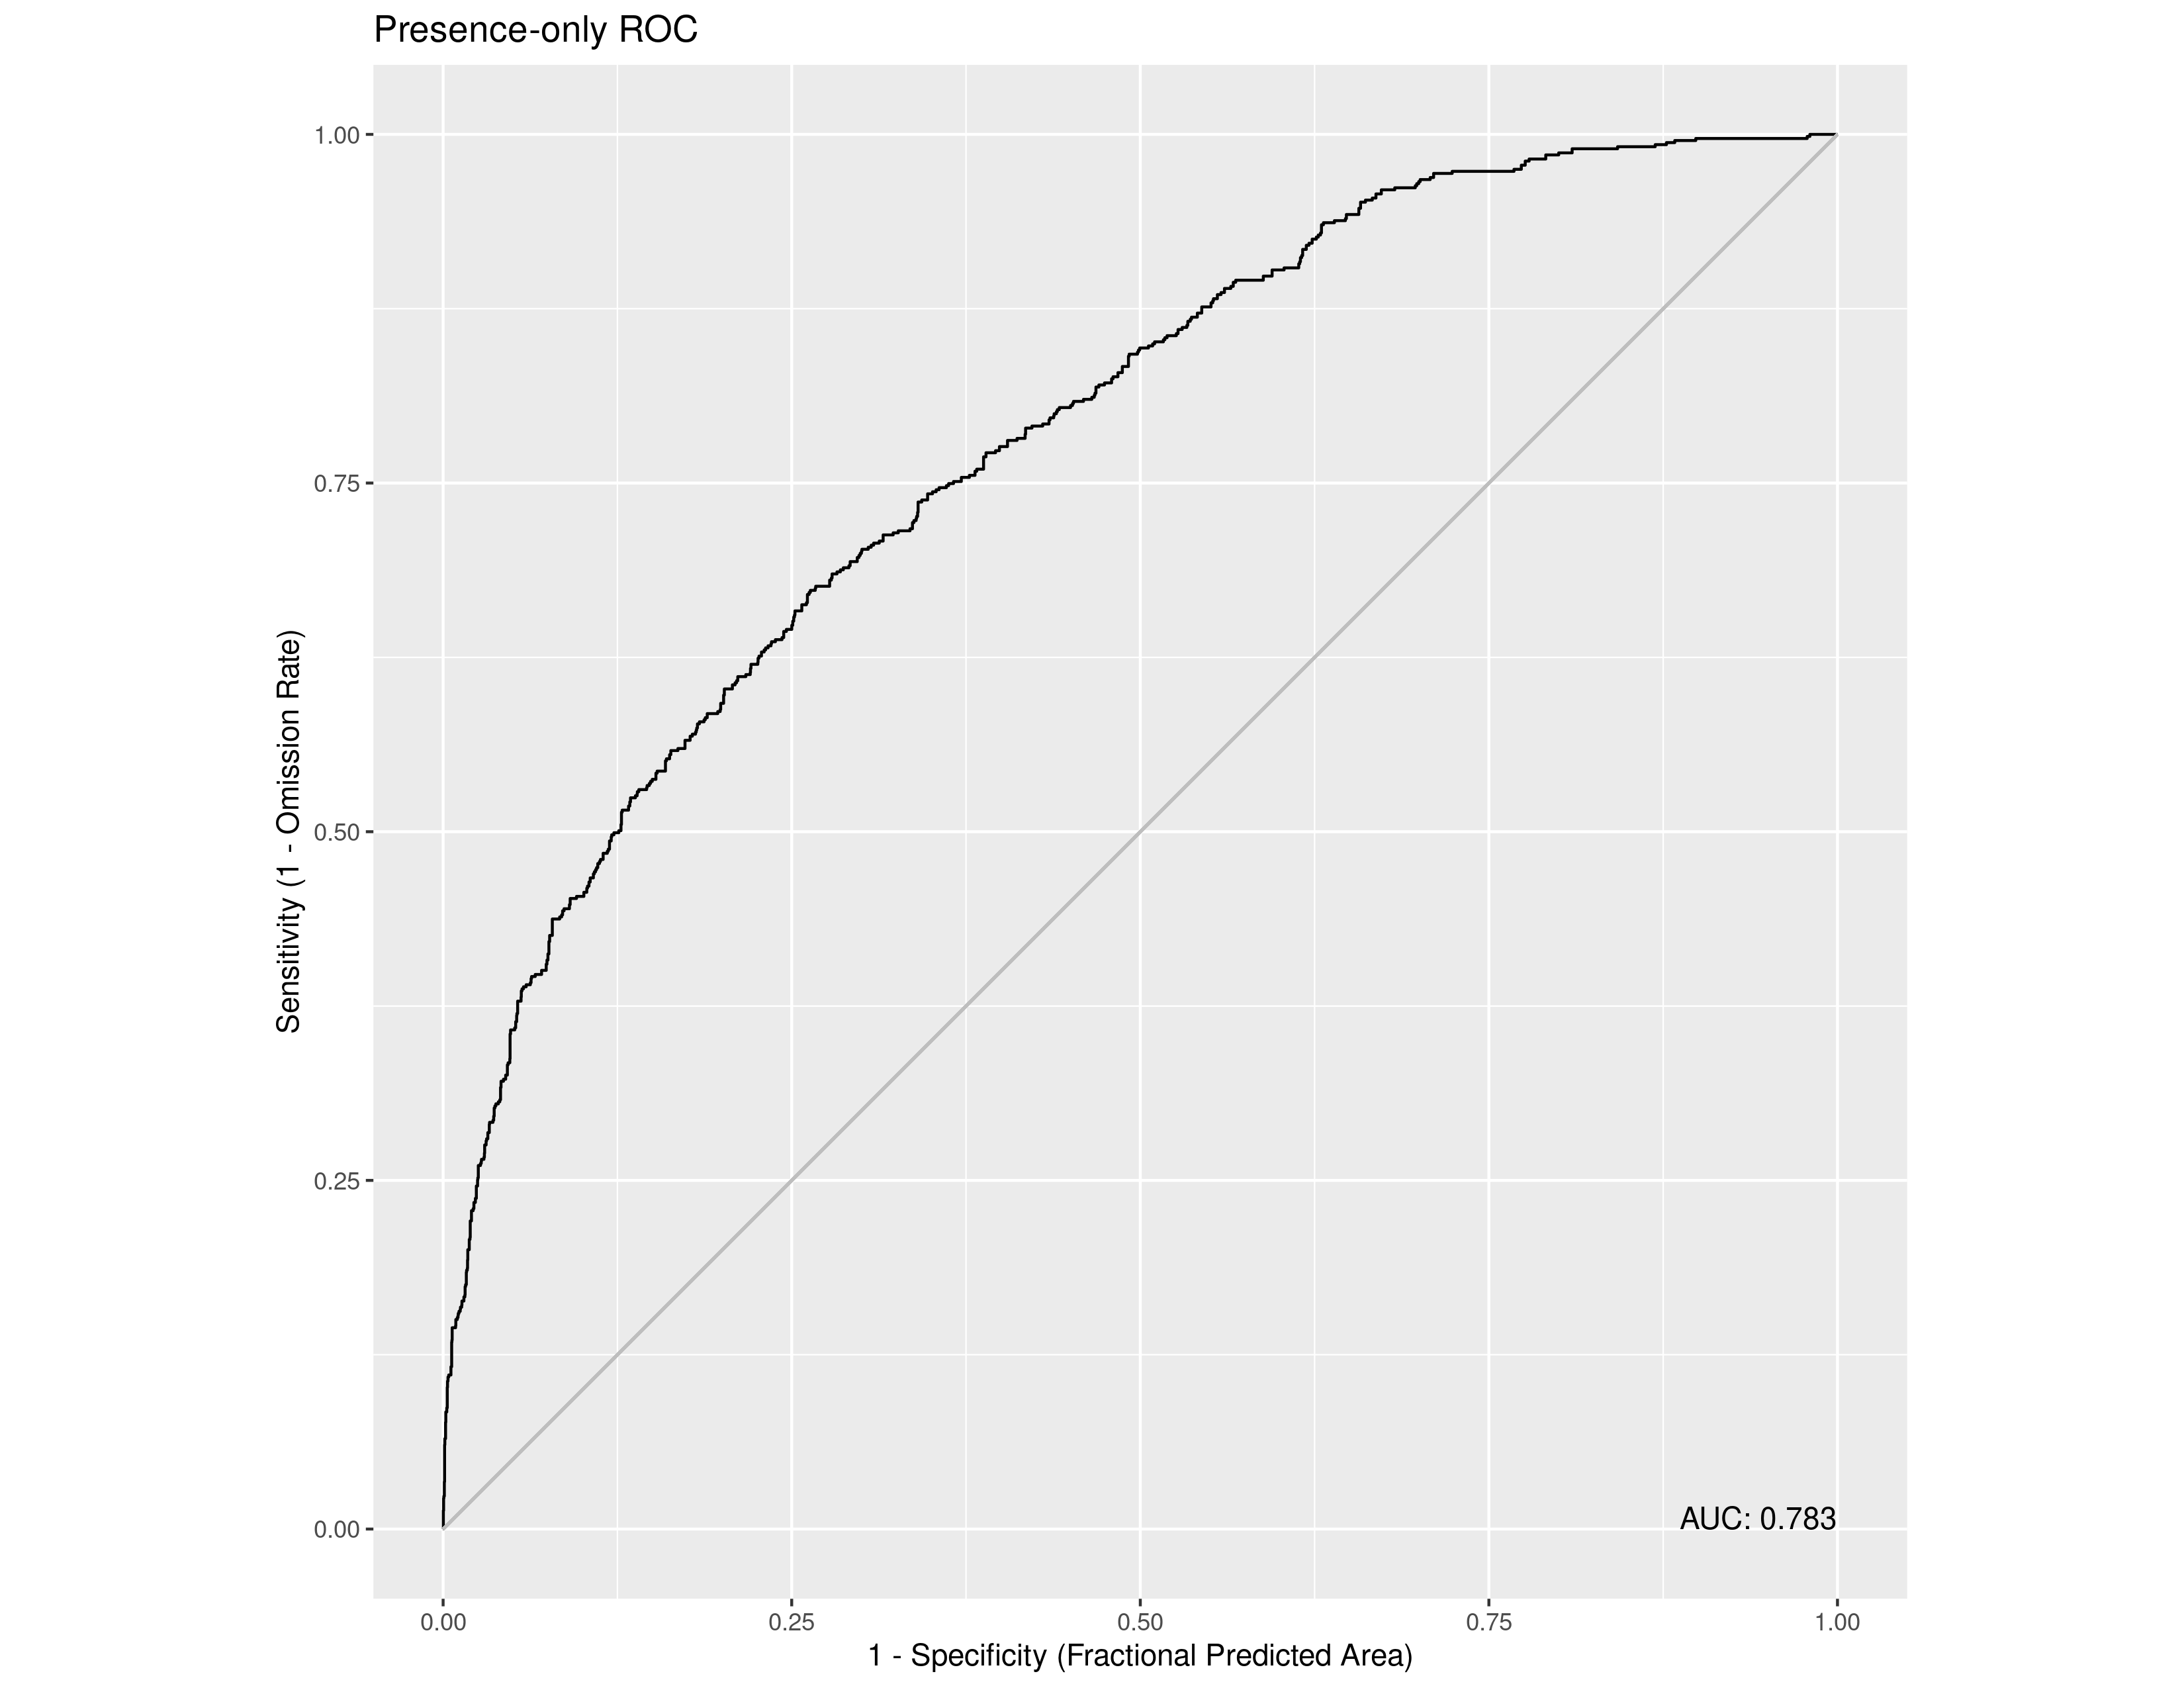 Presence-only ROC
1.00
0.75
0.50
0.25
0.00
Sensitivity (1 - Omission Rate)
AUC: 0.783
0.00
0.25
0.50
0.75
1.00
1 - Specificity (Fractional Predicted Area)